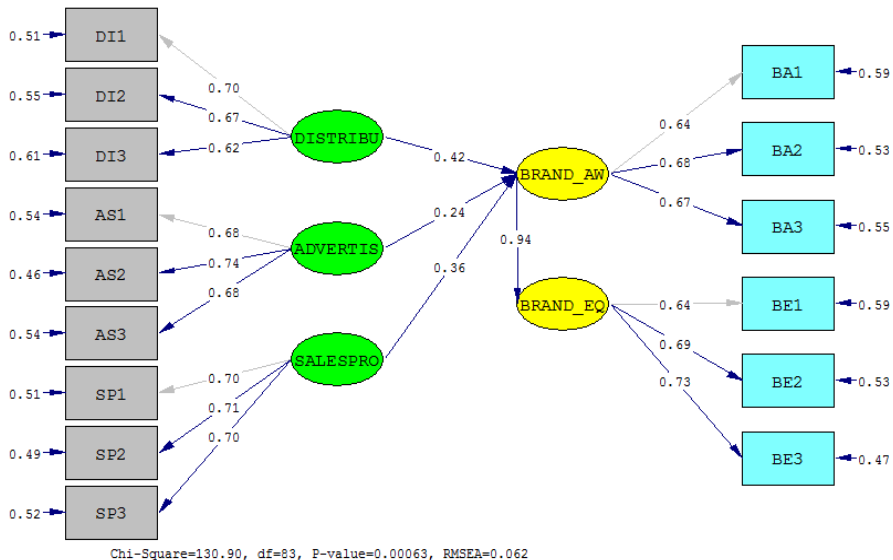 0.51
DI1
0.55
DI2
0.61
DI3
0.54
AS1
0.46
AS2
0.54
AS3
0.51
SP1
0.49
SP2
0.52
SP3
0.70
0.67
0.62
0.68
0.74
0.68
0.70
0.71
0.70
DISTRIBU
ADVERTIS
SALESPRO
0.42
0.24
0.36
BRAND_AW
0.94
BRAND_EQ
0.64
0.68
0.67
0.64
0.69
0.73
BA1
0.59
BA2
0.53
BA3
0.55
BE1
0.59
BE2
0.53
BE3
0.47
Chi-Square=130.90, df=83, P-value=0.00063, RMSEA=0.062